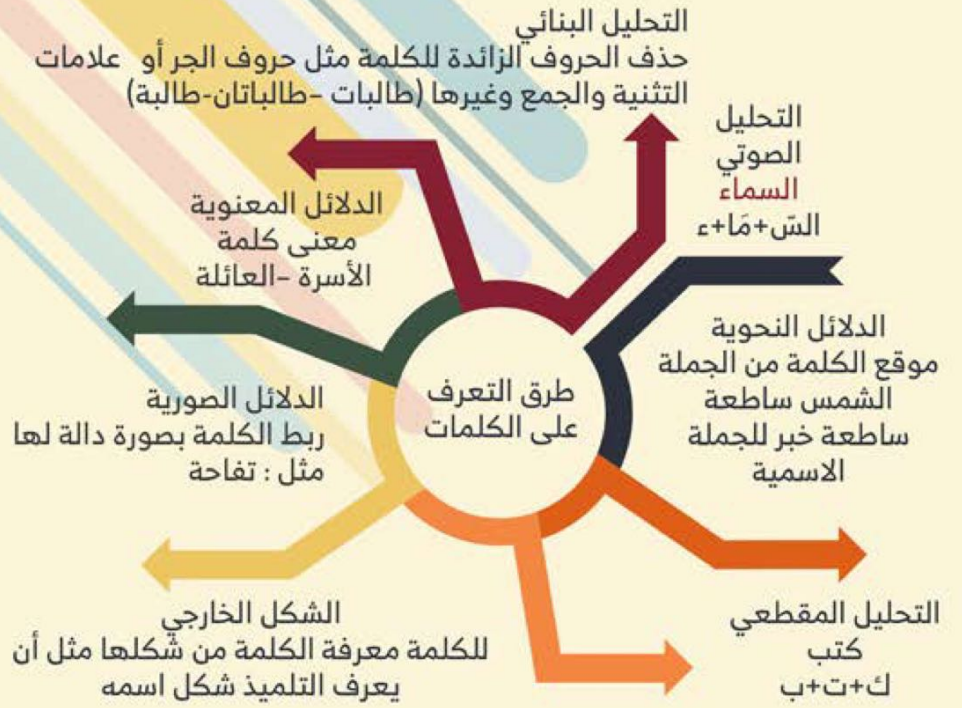 طرق التعرف
على الكلمات
التحليل البنائي
حذف الحروف الزائدة للكلمة مثل حروف الجر أو علامات
التثنية والجمع وغيرها (طالبات –طالباتان-طالبة)
التحليل
الصوتي
السماء
السّ+مَا+ء
الدلائل المعنوية
معنى كلمة
الأسرة –العائلة
الدلائل النحوية
موقع الكلمة من الجملة
الشمس ساطعة
ساطعة خبر للجملة
الاسمية
الدلائل الصورية
ربط الكلمة بصورة دالة لها
مثل : تفاحة
التحليل المقطعي
كتب
ك+ت+ب
الشكل الخارجي
للكلمة معرفة الكلمة من شكلها مثل أن
يعرف التلميذ شكل اسمه